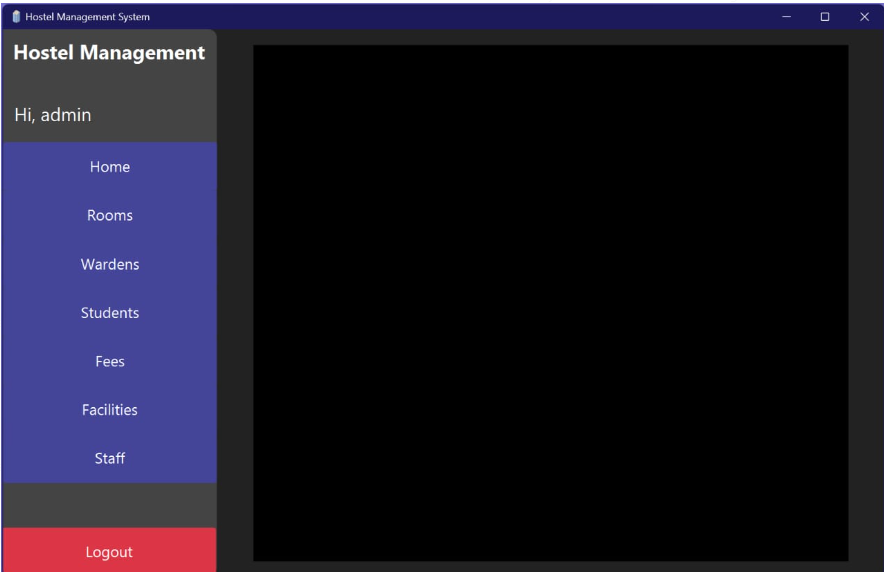 Hostel Management System
Hostel Management
Hi, admin
Home
Rooms
Wardens
Students
Fees
Facilities
Staff
Logout